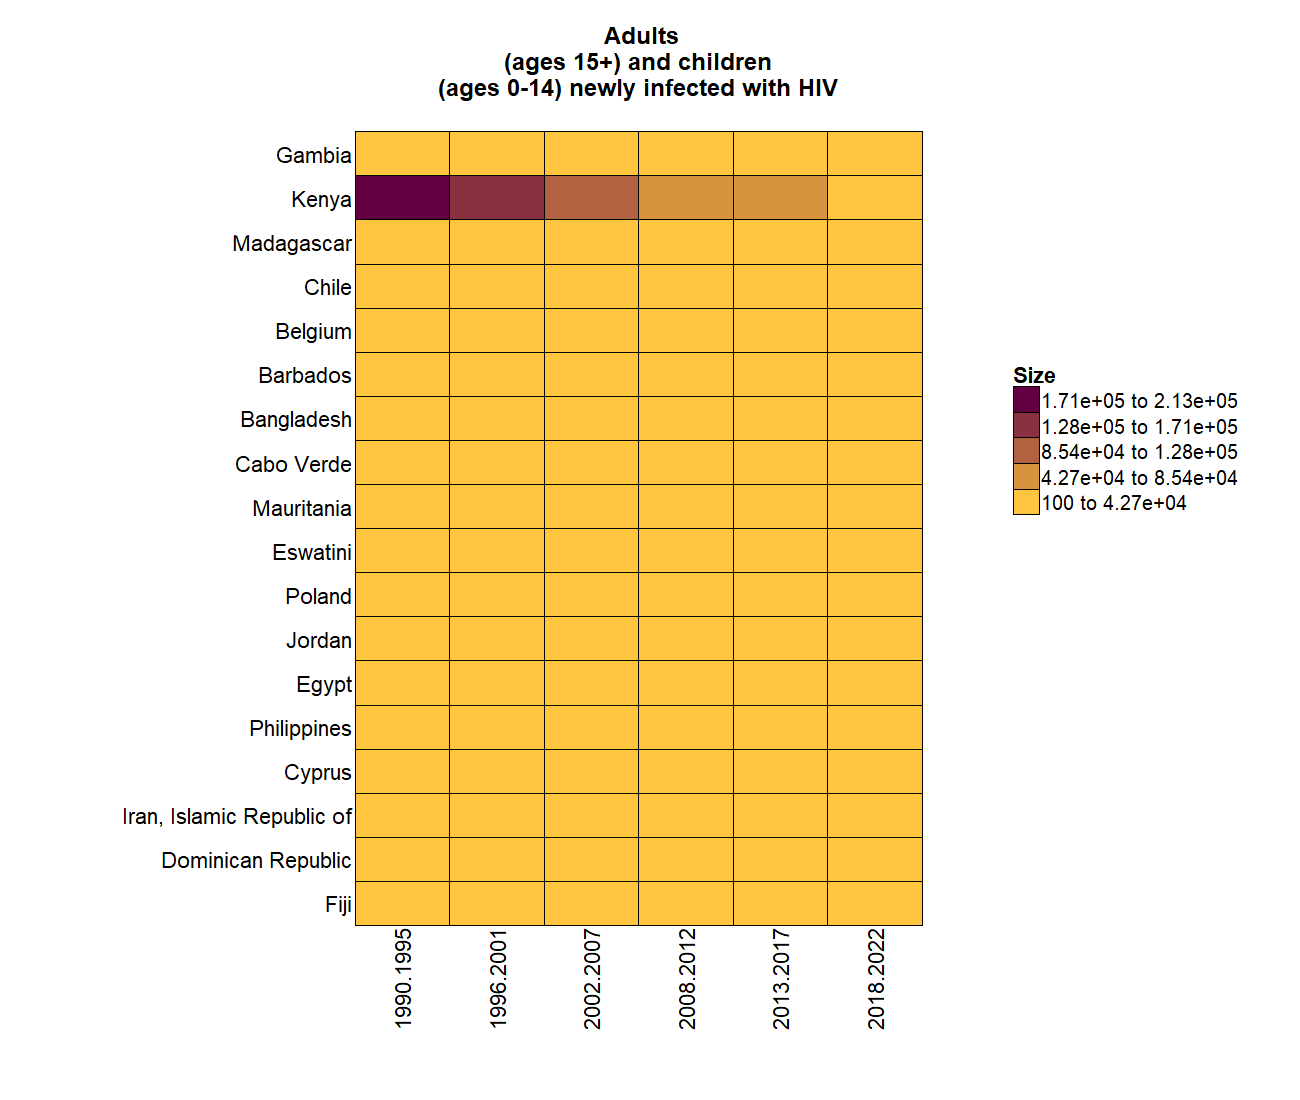 Adults
(ages 15+) and children
(ages 0-14) newly infected with HIV
Gambia
Kenya
Madagascar
Chile
Belgium
Barbados
Bangladesh
Cabo Verde
Mauritania
Eswatini
Poland
Jordan
Egypt
Philippines
Cyprus
Iran, Islamic Republic of
Dominican Republic
Fiji
1990.1995
1996.2001
2002.2007
2008.2012
2013.2017
2018.2022
Size
1.71e+05 to 2.13e+05
1.28e+05 to 1.71e+05
8.54e+04 to 1.28e+05
4.27e+04 to 8.54e+04
100 to 4.27e+04